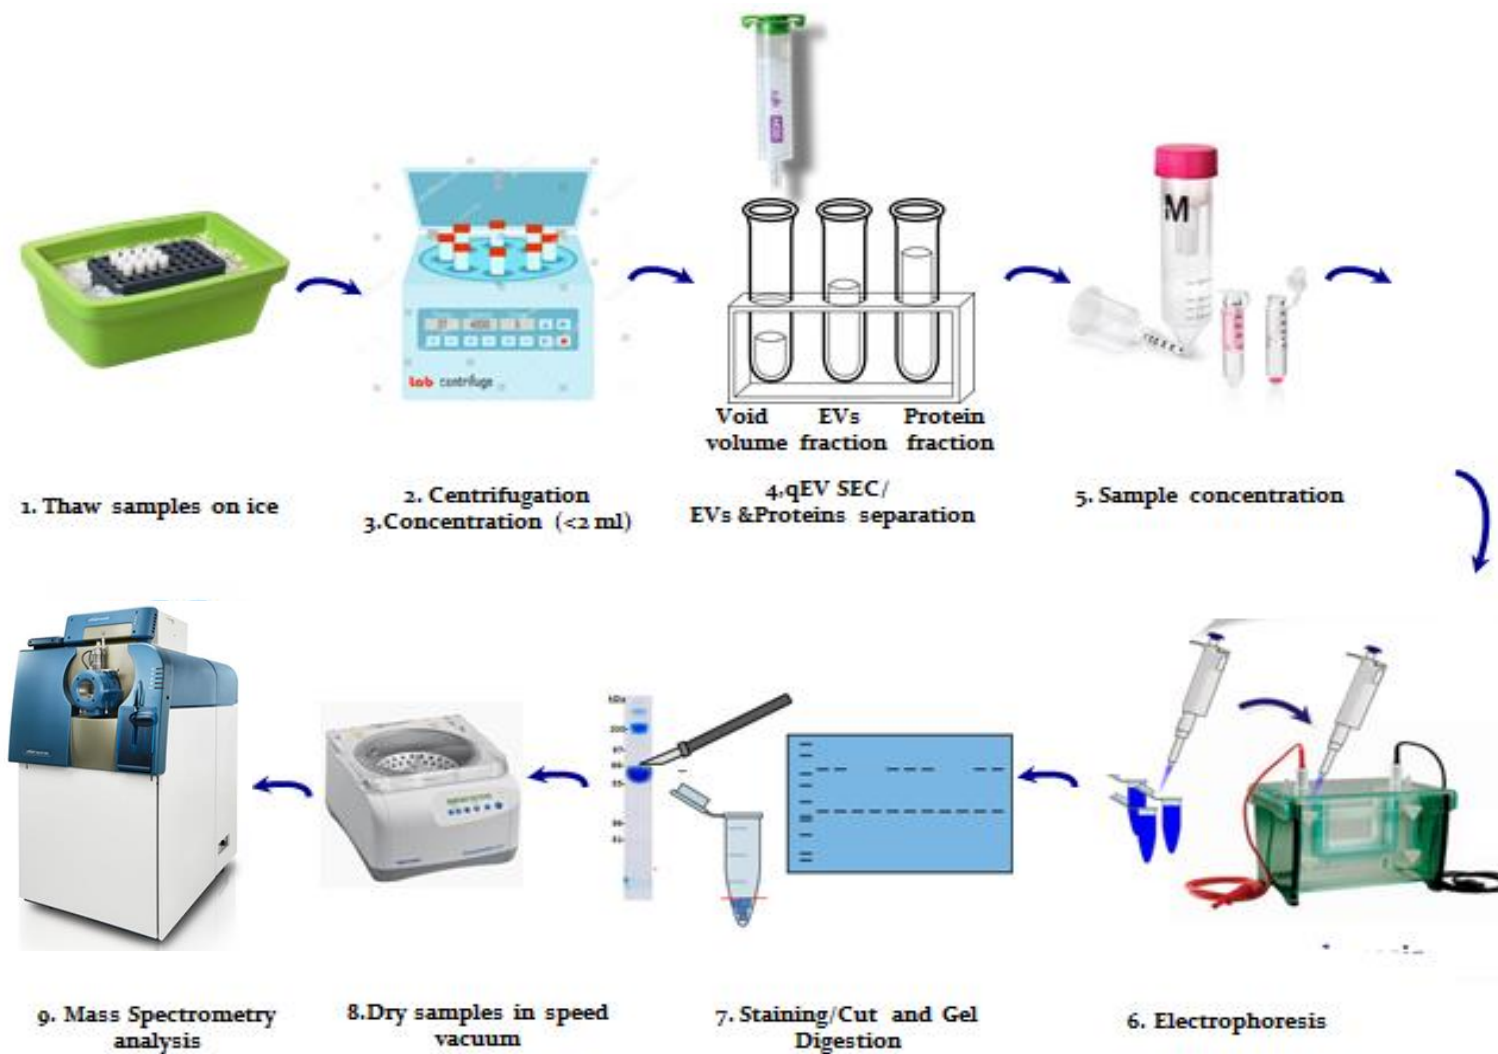 lab centrifuge
M
Void EVs Protein
volume fraction fraction
1. Thaw samples on ice
2. Centrifugation
3.Concentration (<2 ml)
4.qEV SEC/
EVs &Proteins separation
5. Sample concentration
9. Mass Spectrometry
analysis
8.Dry samples in speed
vacuum
7. Staining/Cut and Gel
Digestion
6. Electrophoresis